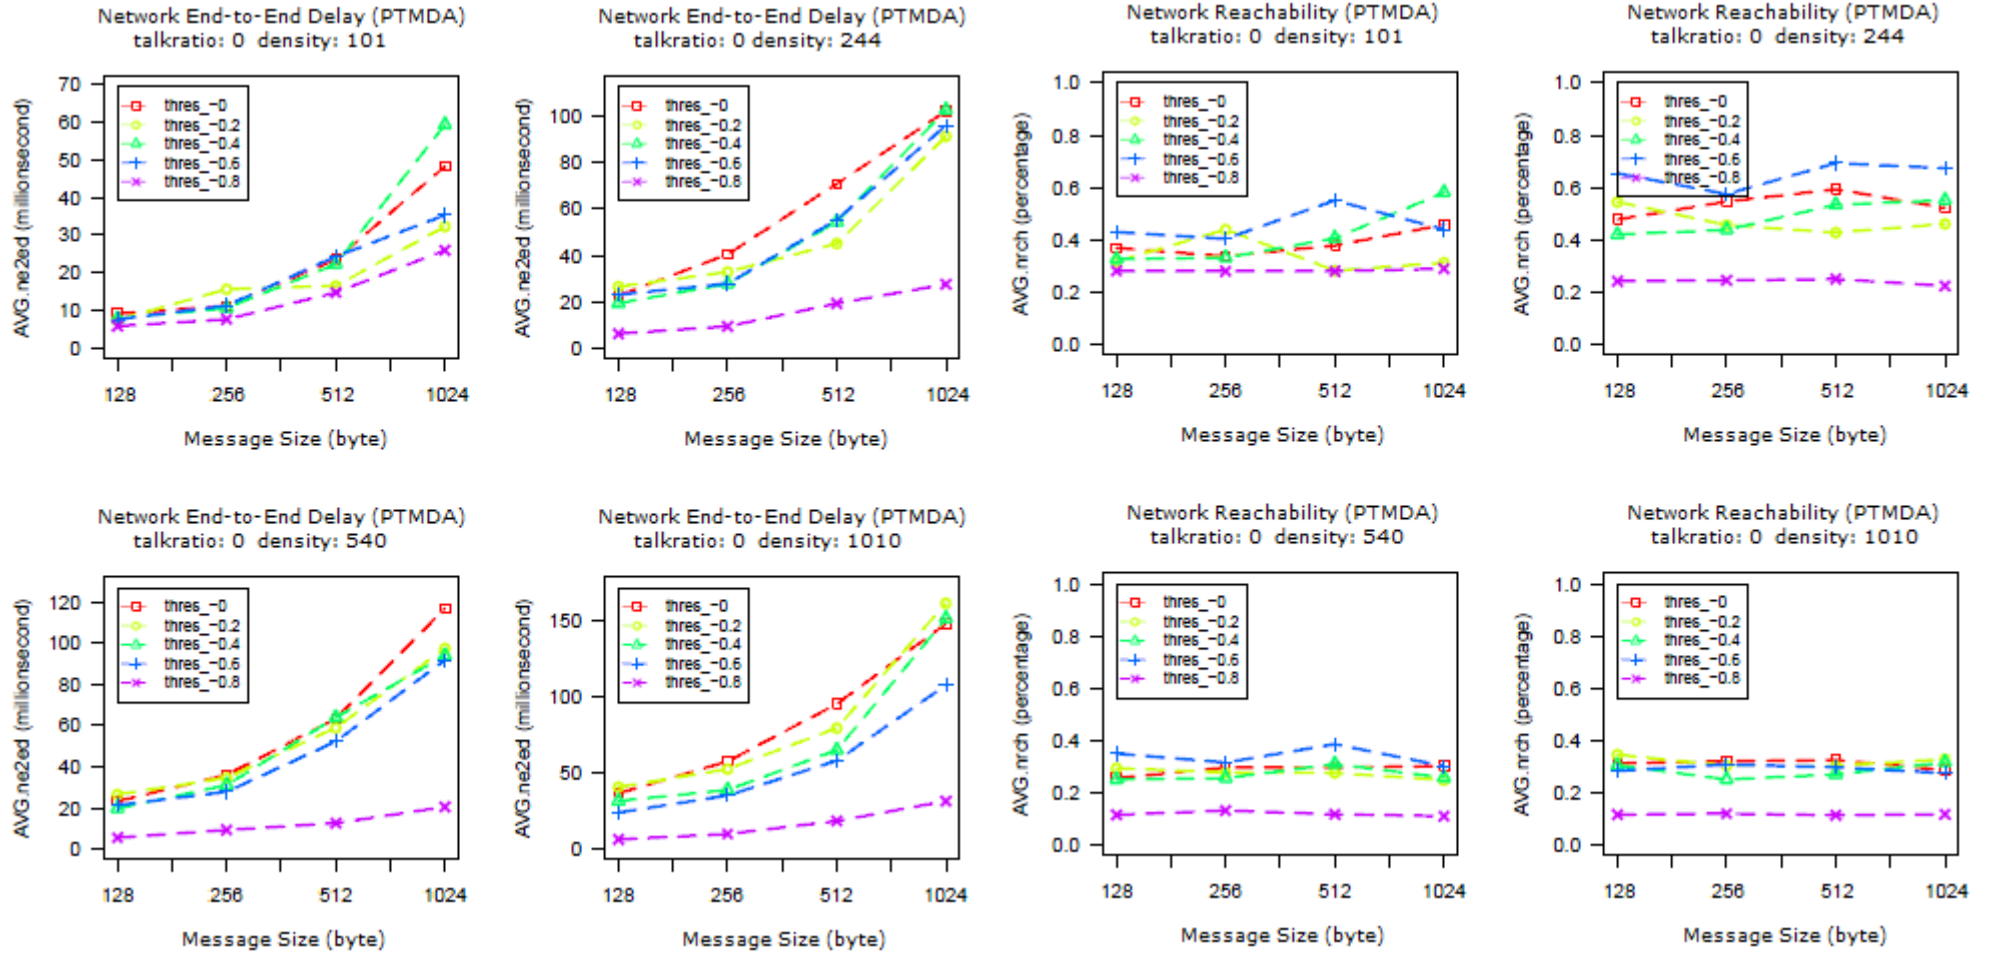 Network End-to-End Delay (PTMDA)
talkratio: 0 density: 101
AVG.ne2ed (millionsecond)
70
60
50
40
30
20
10
0
thres_-0
thres_-0.2
thres_-0.4
thres_-0.6
thres_-0.8
128 256 512 1024
Message Size (byte)
Network End-to-End Delay (PTMDA)
talkratio: 0 density: 244
AVG.ne2ed (millionsecond)
100
80
60
40
20
0
thres_-0
thres_-0.2
thres_-0.4
thres_-0.6
thres_-0.8
128 256 512 1024
Message Size (byte)
Network Reachability (PTMDA)
talkratio: 0 density: 101
AVG.nrch (percentage)
1.0
0.8
0.6
0.4
0.2
0.0
thres_-0
thres_-0.2
thres_-0.4
thres_-0.6
thres_-0.8
128 256 512 1024
Message Size (byte)
Network Reachability (PTMDA)
talkratio: 0 density: 244
AVG.nrch (percentage)
1.0
0.8
0.6
0.4
0.2
0.0
thres_-0
thres_-0.2
thres_-0.4
thres_-0.6
thres_-0.8
128 256 512 1024
Message Size (byte)
Network End-to-End Delay (PTMDA)
talkratio: 0 density: 540
AVG.ne2ed (millionsecond)
120
100
80
60
40
20
0
thres_-0
thres_-0.2
thres_-0.4
thres_-0.6
thres_-0.8
128 256 512 1024
Message Size (byte)
Network End-to-End Delay (PTMDA)
talkratio: 0 density: 1010
AVG.ne2ed (millionsecond)
150
100
50
0
thres_-0
thres_-0.2
thres_-0.4
thres_-0.6
thres_-0.8
128 256 512 1024
Message Size (byte)
Network Reachability (PTMDA)
talkratio: 0 density: 540
AVG.nrch (percentage)
1.0
0.8
0.6
0.4
0.2
0.0
thres_-0
thres_-0.2
thres_-0.4
thres_-0.6
thres_-0.8
128 256 512 1024
Message Size (byte)
Network Reachability (PTMDA)
talkratio: 0 density: 1010
AVG.nrch (percentage)
1.0
0.8
0.6
0.4
0.2
0.0
thres_-0
thres_-0.2
thres_-0.4
thres_-0.6
thres_-0.8
128 256 512 1024
Message Size (byte)